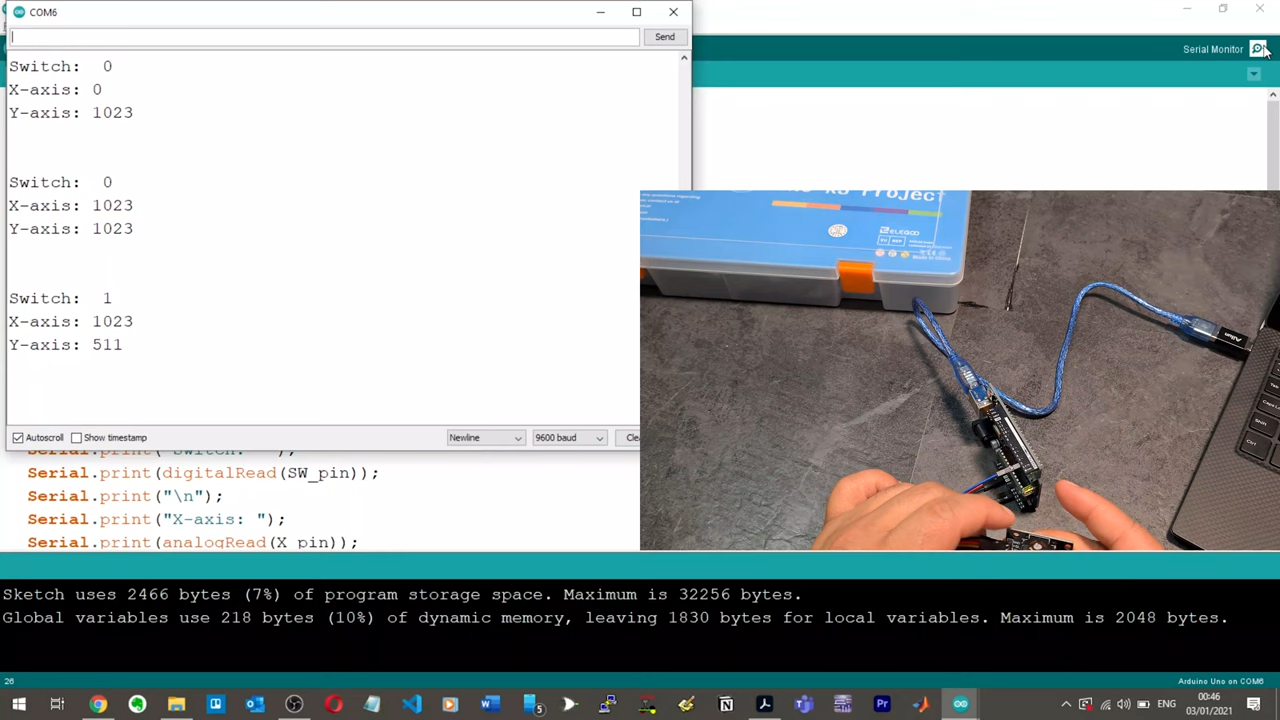 COM6
Send
Serial Monitor
Switch:  0
X-axis: 0
Y-axis: 1023
Switch:  0
X-axis: 1023
Y-axis: 1023
Switch:  1
X-axis: 1023
Y-axis: 511
Autoscroll
Show timestamp
Newline
9600 baud
Project
ELEGOO
Serial.print(digitalRead(SW_pin));
Serial.print("\n");
Serial.print("X-axis: ");
Serial.print(analogRead(X_pin));
Sketch uses 2466 bytes (7%) of program storage space. Maximum is 32256 bytes.
Global variables use 218 bytes (10%) of dynamic memory, leaving 1830 bytes for local variables. Maximum is 2048 bytes.
26
Arduino Uno on COM6
5
ENG
00:46
03/01/2021